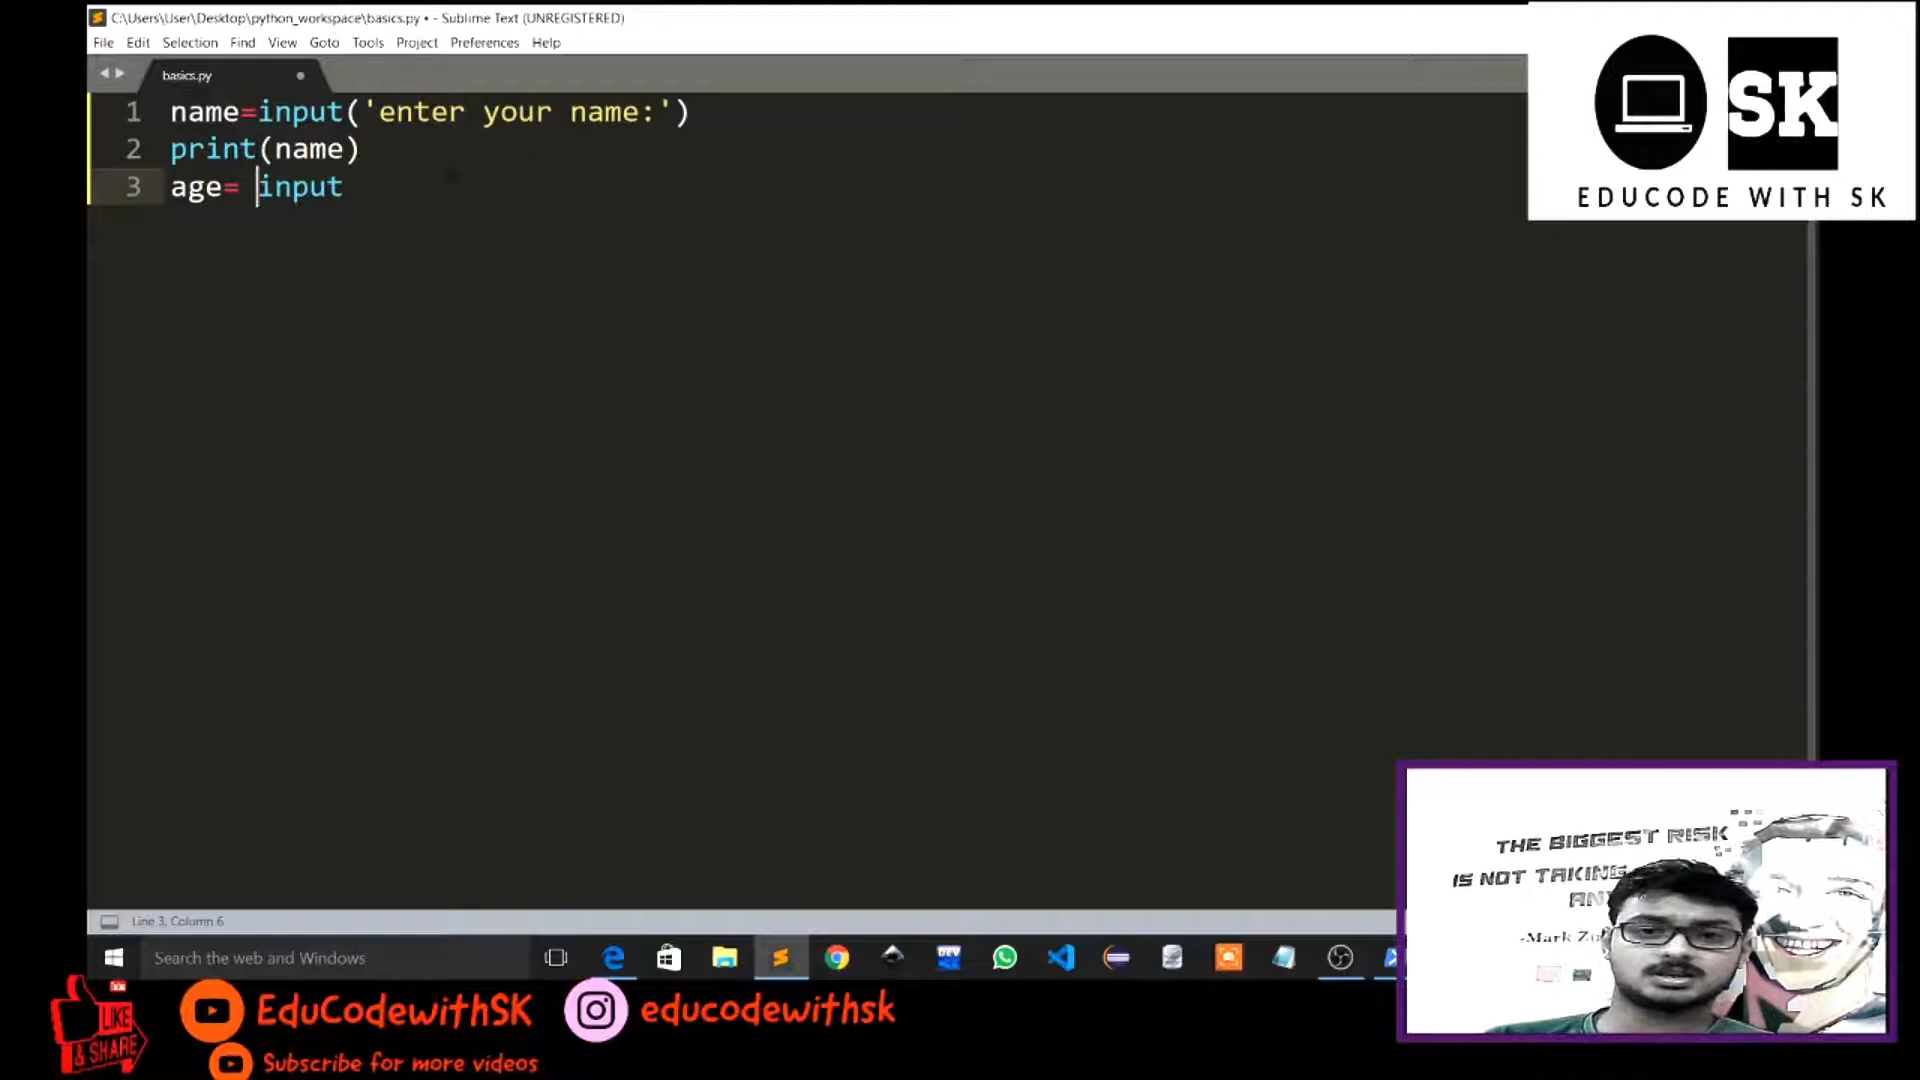 C:\Users\User\Desktop\python_workspace\basics.py • - Sublime Text (UNREGISTERED)
File Edit Selection Find View Goto Tools Project Preferences Help
basics.py
1 name=input('enter your name:')
2 print(name)
3 age= input
SK
EDUCODE WITH SK
THE BIGGEST RISK
IS NOT TAKING
-Mark
Line 3, Column 6
Search the web and Windows
DEV
LIKE
& SHARE
EduCodewithSK
educodewithsk
Subscribe for more videos